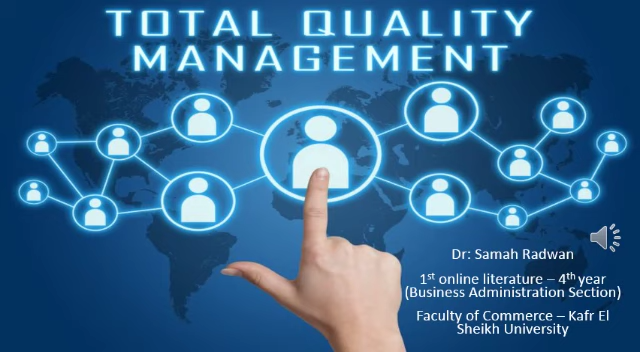 TOTAL QUALITY
MANAGEMENT
Dr: Samah Radwan
1st online literature – 4th year
(Business Administration Section)
Faculty of Commerce – Kafr El
Sheikh University